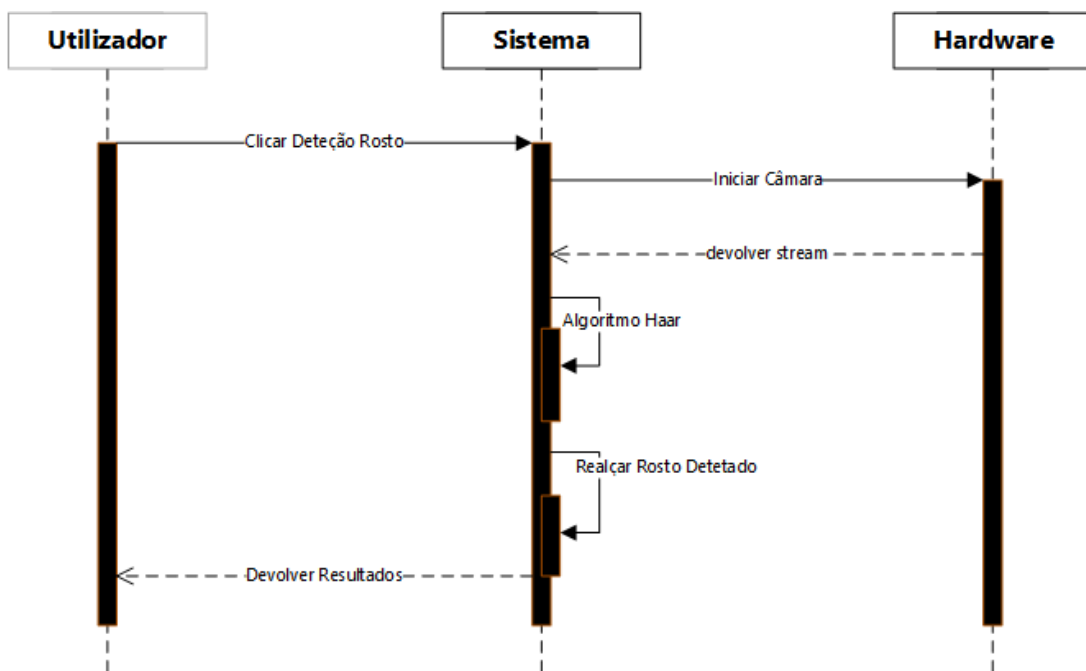 Utilizador
Sistema
Hardware
Clicar Deteção Rosto
Iniciar Câmara
devolver stream
Algoritmo Haar
Realçar Rosto Detetado
Devolver Resultados